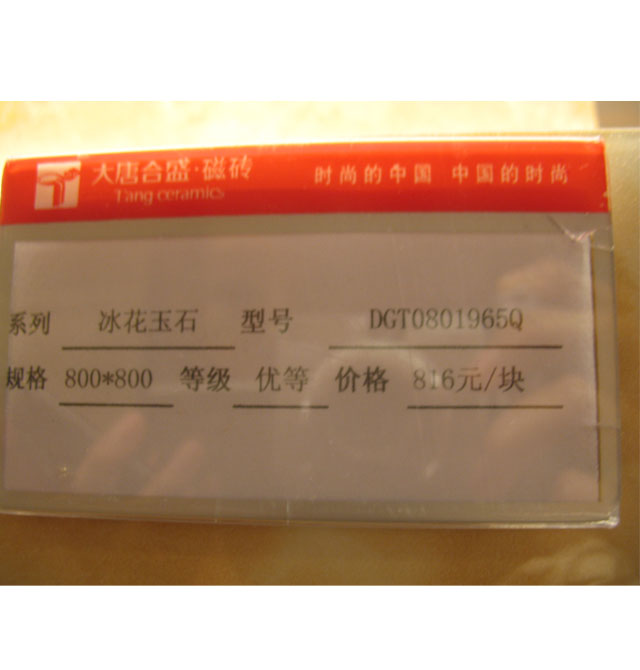 大唐合盛·磁砖 时尚的中国 中国的时尚
Tang ceramics
系列 冰花玉石 型号 DGT0801965Q
规格 800*800 等级 优等 价格 816元/块